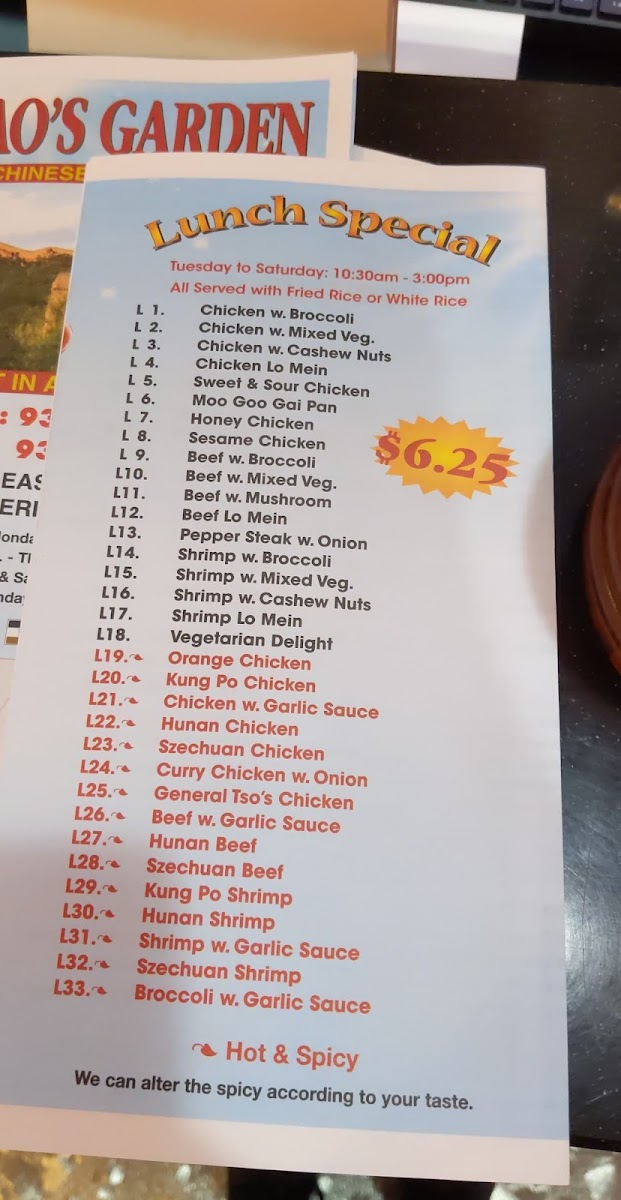 GARDEN
CHINESE
Lunch Special
Tuesday to Saturday: 10:30am - 3:00pm
All Served with Fried Rice or White Rice
L 1. Chicken w. Broccoli
L 2. Chicken w. Mixed Veg.
L 3. Chicken w. Cashew Nuts
L 4. Chicken Lo Mein
L 5. Sweet & Sour Chicken
L 6. Moo Goo Gai Pan
L 7. Honey Chicken
L 8. Sesame Chicken
L 9. Beef w. Broccoli
L10. Beef w. Mixed Veg.
L11. Beef w. Mushroom
L12. Beef Lo Mein
L13. Pepper Steak w. Onion
L14. Shrimp w. Broccoli
L15. Shrimp w. Mixed Veg.
L16. Shrimp w. Cashew Nuts
L17. Shrimp Lo Mein
L18. Vegetarian Delight
$6.25
L19. Orange Chicken
L20. Kung Po Chicken
L21. Chicken w. Garlic Sauce
L22. Hunan Chicken
L23. Szechuan Chicken
L24. Curry Chicken w. Onion
L25. General Tso's Chicken
L26. Beef w. Garlic Sauce
L27. Hunan Beef
L28. Szechuan Beef
L29. Kung Po Shrimp
L30. Hunan Shrimp
L31. Shrimp w. Garlic Sauce
L32. Szechuan Shrimp
L33. Broccoli w. Garlic Sauce
Hot & Spicy
We can alter the spicy according to your taste.